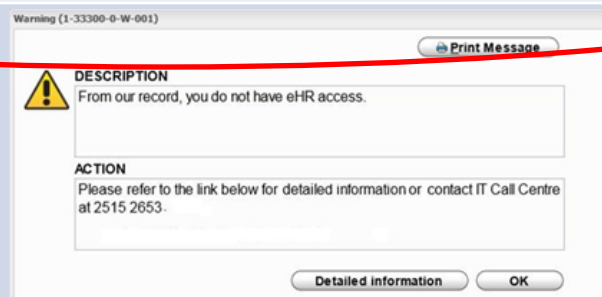 Warning (1-33300-0-W-001)
Print Message
DESCRIPTION
From our record, you do not have eHR access.
ACTION
Please refer to the link below for detailed information or contact IT Call Centre
at 2515 2653.
Detailed information
OK